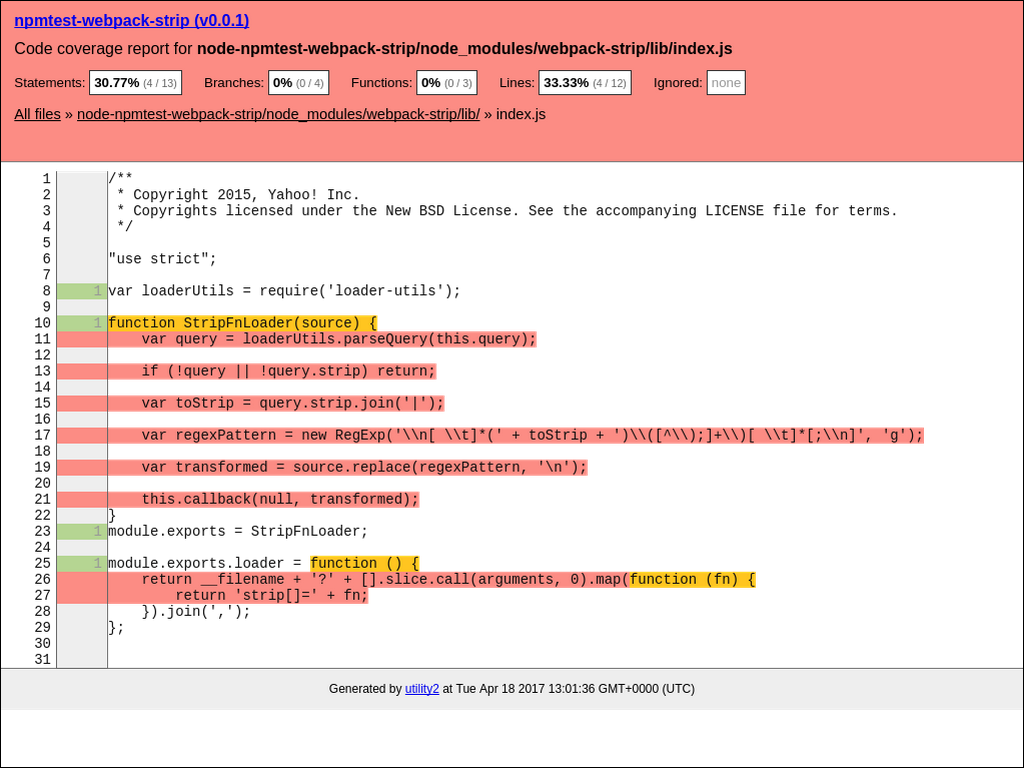 npmtest-webpack-strip (v0.0.1)
Code coverage report for node-npmtest-webpack-strip/node_modules/webpack-strip/lib/index.js
Statements: 30.77% (4 / 13) Branches: 0% (0 / 4) Functions: 0% (0 / 3) Lines: 33.33% (4 / 12) Ignored: none
All files » node-npmtest-webpack-strip/node_modules/webpack-strip/lib/ » index.js
1 /**
2  * Copyright 2015, Yahoo! Inc.
3  * Copyrights licensed under the New BSD License. See the accompanying LICENSE file for terms.
4  */
5
6 "use strict";
7
8 1 var loaderUtils = require('loader-utils');
9
10 1 function StripFnLoader(source) {
11     var query = loaderUtils.parseQuery(this.query);
12
13     if (!query || !query.strip) return;
14
15     var toStrip = query.strip.join('|');
16
17     var regexPattern = new RegExp('\\n[ \\t]*(' + toStrip + ')\\([^\\);]+\\)[ \\t]*[;\\n]', 'g');
18
19     var transformed = source.replace(regexPattern, '\n');
20
21     this.callback(null, transformed);
22 }
23 1 module.exports = StripFnLoader;
24
25 1 module.exports.loader = function () {
26     return __filename + '?' + [].slice.call(arguments, 0).map(function (fn) {
27         return 'strip[]=' + fn;
28     }).join(',');
29 };
30
31
Generated by utility2 at Tue Apr 18 2017 13:01:36 GMT+0000 (UTC)